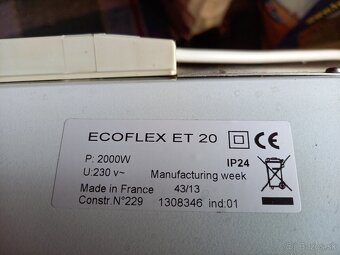 ECOFLEX ET 20 CE
P: 2000W IP24
U:230 v~ Manufacturing week
Made in France 43/13
Constr.N°229 1308346 ind:01